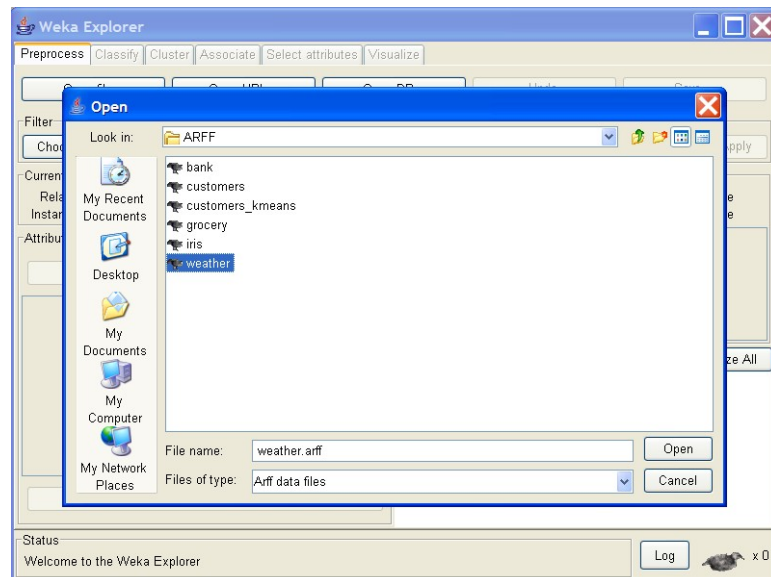 Weka Explorer
Preprocess Classify Cluster Associate Select attributes Visualize
Open
Filter
Look in: ARFF
bank
customers
customers_kmeans
grocery
iris
weather
My Recent
Documents
Desktop
My
Documents
My
Computer
My Network
Places
File name: weather.arff Open
Files of type: Arff data files Cancel
Status
Welcome to the Weka Explorer
Log x 0